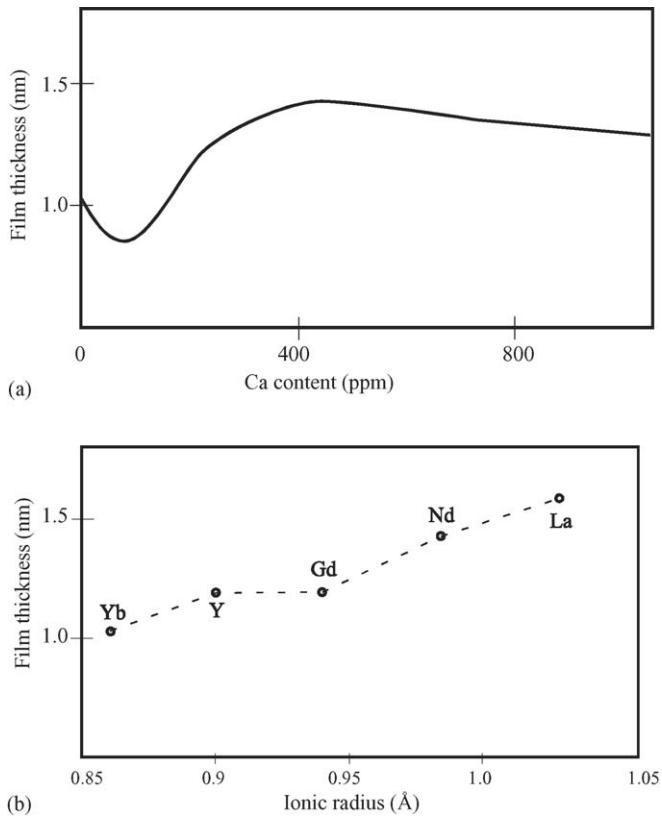 Film thickness (nm)
1.5
1.0
0
400
800
Ca content (ppm)
(a)
Film thickness (nm)
1.5
1.0
Yb
Y
Gd
Nd
La
0.85
0.9
0.95
1.0
1.05
Ionic radius (Å)
(b)